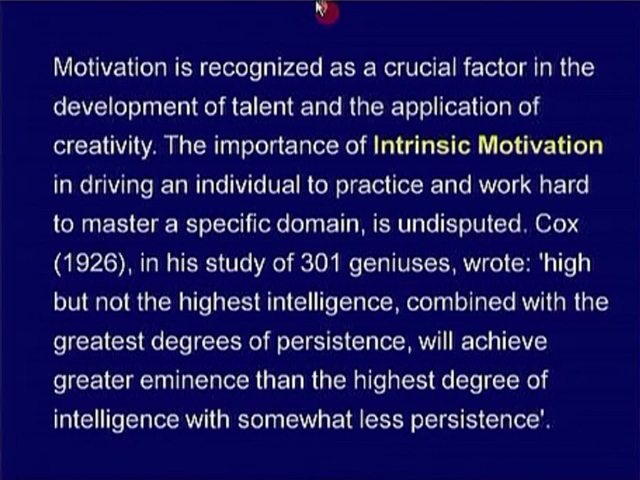 Motivation is recognized as a crucial factor in the
development of talent and the application of
creativity. The importance of Intrinsic Motivation
in driving an individual to practice and work hard
to master a specific domain, is undisputed. Cox
(1926), in his study of 301 geniuses, wrote: 'high
but not the highest intelligence, combined with the
greatest degrees of persistence, will achieve
greater eminence than the highest degree of
intelligence with somewhat less persistence'.